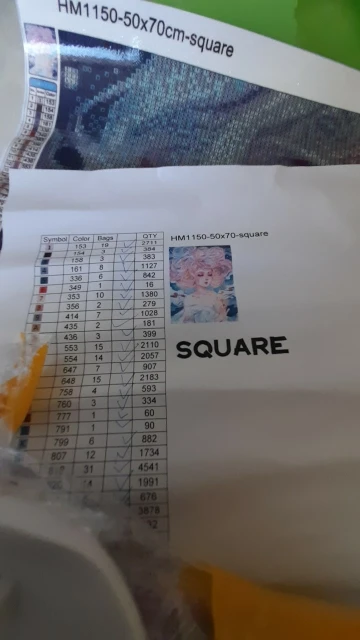 HM1150-50x70cm-square
Symbol Color Bags QTY
153 19 2711
154 3 384
158 3 383
161 8 1127
336 6 842
349 1 16
353 10 1380
356 2 279
414 7 1028
435 2 181
436 3 399
553 15 2110
554 14 2057
647 7 907
648 15 2183
758 4 593
760 3 334
777 1 60
791 1 90
799 6 882
807 12 1734
31 4541
1991
676
3878
HM1150-50x70-square
SQUARE